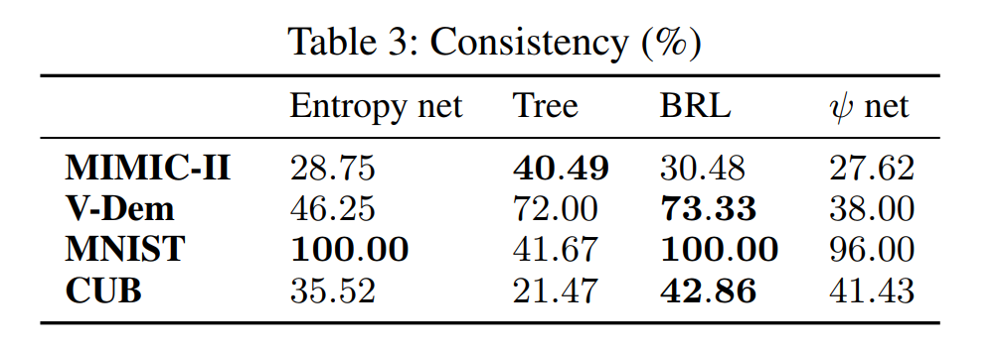 Table 3: Consistency (%)
Entropy net Tree BRL ψ net
MIMIC-II 28.75 40.49 30.48 27.62
V-Dem 46.25 72.00 73.33 38.00
MNIST 100.00 41.67 100.00 96.00
CUB 35.52 21.47 42.86 41.43